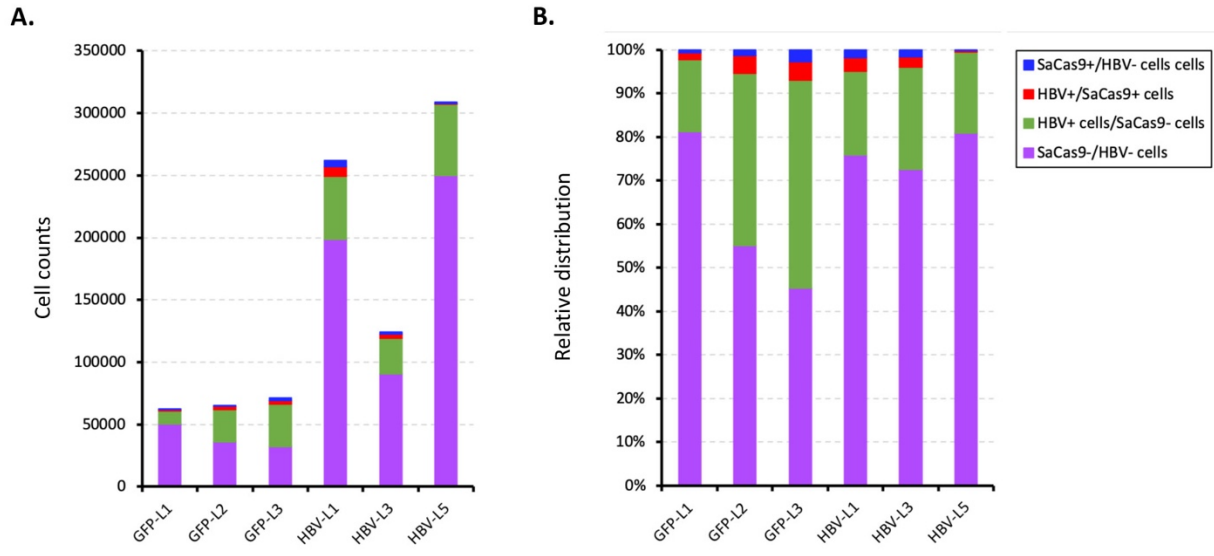 A.
350000
300000
250000
200000
150000
100000
50000
0
Cell counts
GFP-L1
GFP-L2
GFP-L3
HBV-L1
HBV-L3
HBV-L5
B.
100%
90%
80%
70%
60%
50%
40%
30%
20%
10%
0%
Relative distribution
GFP-L1
GFP-L2
GFP-L3
HBV-L1
HBV-L3
HBV-L5
SaCas9+/HBV- cells cells
HBV+/SaCas9+ cells
HBV+ cells/SaCas9- cells
SaCas9-/HBV- cells